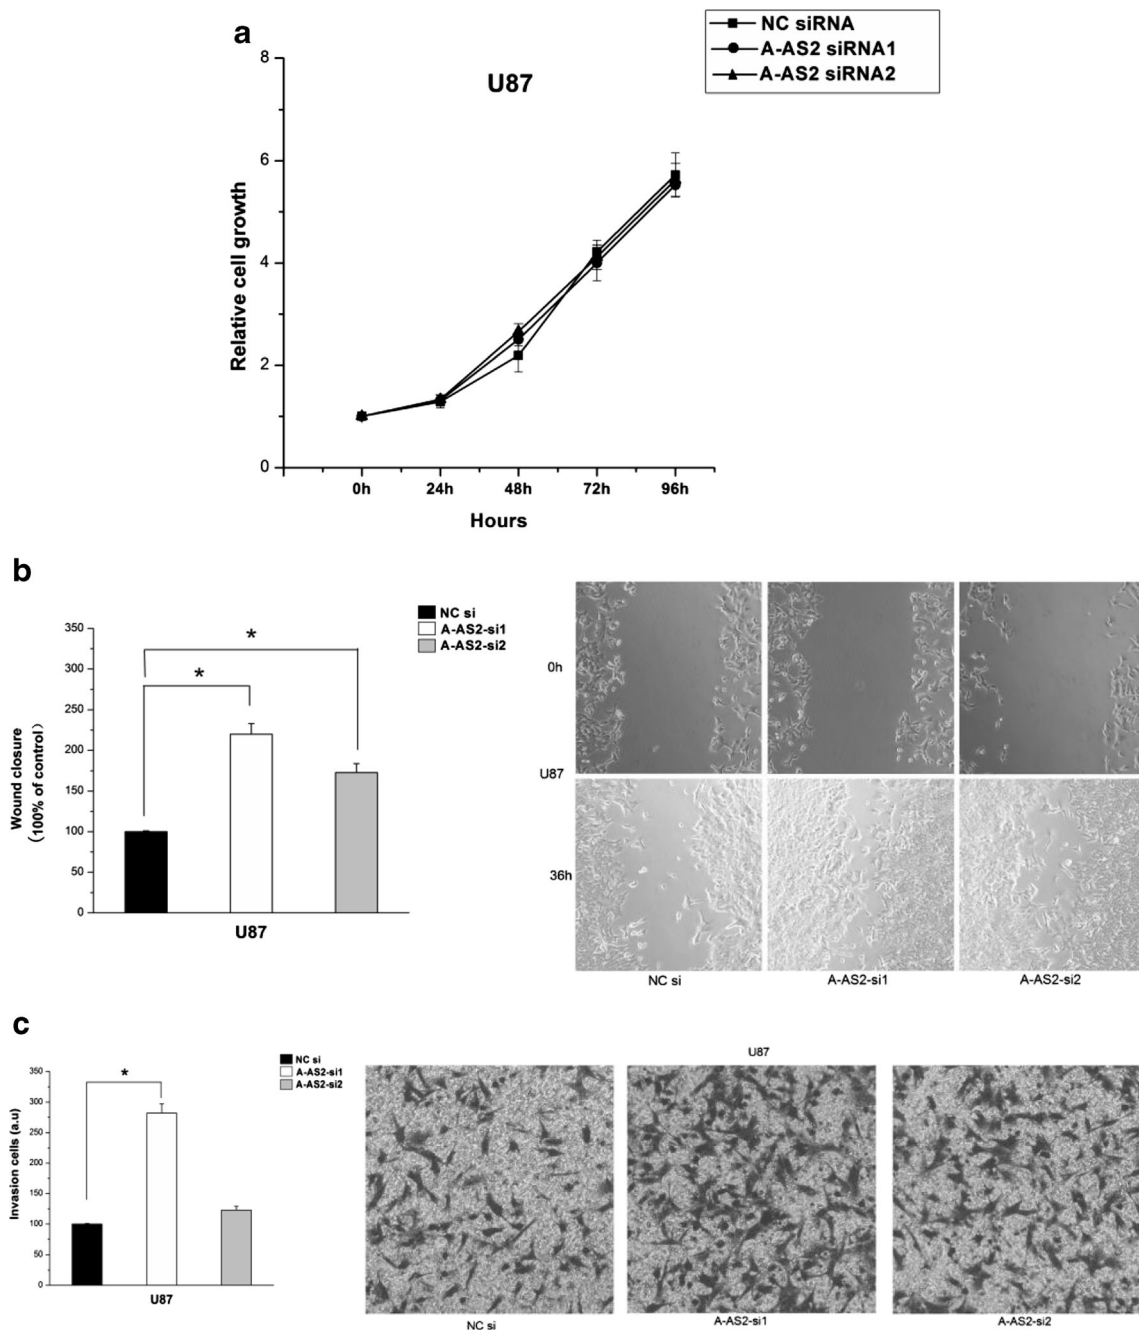 a
NC siRNA
A-AS2 siRNA1
A-AS2 siRNA2
U87
8
6
4
2
0
Relative cell growth
0h
24h
48h
72h
96h
Hours
b
NC si
A-AS2-si1
A-AS2-si2
350
300
250
200
150
100
75
50
25
0
Wound closure
(100% of control)
*
*
U87
0h
U87
36h
NC si
A-AS2-si1
A-AS2-si2
c
NC si
A-AS2-si1
A-AS2-si2
350
300
250
200
150
100
50
0
Invasion cells (a.u)
*
U87
U87
NC si
A-AS2-si1
A-AS2-si2